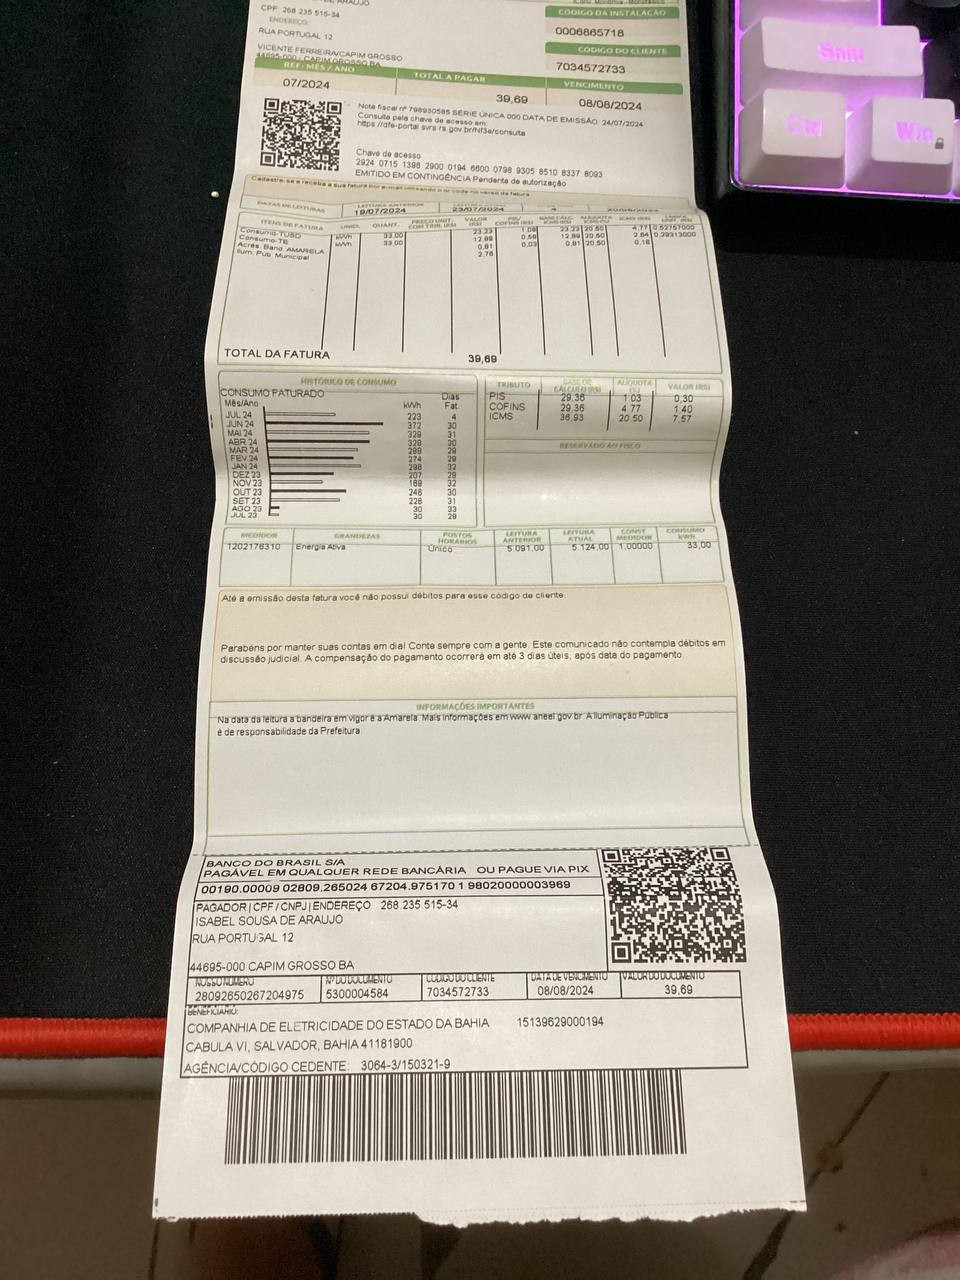 ARAUJO
CPF 268 235 515-34
ENDEREÇO:
RUA PORTUGAL 12
VICENTE FERREIRA/CAPIM GROSSO
44695-000 CAPIM GROSSO BA
CÓDIGO DA INSTALAÇÃO
0006865718
CÓDIGO DO CLIENTE
7034572733
REF: MÊS / ANO
TOTAL A PAGAR
VENCIMENTO
07/2024
39,69
08/08/2024
Nota fiscal nº 798930585 SÉRIE ÚNICA 000 DATA DE EMISSÃO: 24/07/2024
Consulte pela chave de acesso em:
https://dfe-portal svrs rs gov br/Nf3e/consulta
Chave de acesso
2924 0715 1396 2900 0194 6600 0798 9305 8510 8337 8093
EMITIDO EM CONTINGÊNCIA Pendente de autorização
Cadastre-se e receba a sua fatura por e-mail utilizando o qr code no verso da fatura
DATAS DE LEITURAS
LEITURA ANTERIOR
19/07/2024
23/07/2024
4
ITENS DE FATURA UNID. QUANT. PREÇO UNIT. COM TRIB. (R$) VALOR (R$) PIS/ COFINS (R$) BASE CALC. ICMS (R$) ALIQUOTA ICMS (%) ICMS (R$) TARIFA UNIT. (R$)
Consumo-TUSD kWh 33,00 23,23 1,08 23,23 20,50 4,77 0,52757000
Consumo-TE kWh 33,00 12,89 0,59 12,89 20,50 2,64 0,29313000
Acrés. Band. AMARELA 0,81 0,03 0,81 20,50 0,16
Ilum. Púb. Municipal 2,76
TOTAL DA FATURA 39,69
HISTÓRICO DE CONSUMO
CONSUMO FATURADO
Mês/Ano kWh Dias Fat.
JUL 24 223 4
JUN 24 372 30
MAI 24 329 31
ABR 24 328 30
MAR 24 289 29
FEV 24 274 29
JAN 24 298 32
DEZ 23 207 29
NOV 23 169 32
OUT 23 246 30
SET 23 226 31
AGO 23 30 33
JUL 23 30 29
TRIBUTO BASE DE CÁLCULO (R$) ALIQUOTA (%) VALOR (R$)
PIS 29,36 1.03 0,30
COFINS 29,36 4.77 1,40
ICMS 36,93 20.50 7,57
RESERVADO AO FISCO
MEDIDOR GRANDEZAS POSTOS HORÁRIOS LEITURA ANTERIOR LEITURA ATUAL CONST MEDIDOR CONSUMO kWh
1202176310 Energia Ativa Único 5 091,00 5 124,00 1,00000 33,00
Até a emissão desta fatura você não possui débitos para esse código de cliente.
Parabéns por manter suas contas em dia! Conte sempre com a gente. Este comunicado não contempla débitos em
discussão judicial. A compensação do pagamento ocorrerá em até 3 dias úteis, após data do pagamento.
INFORMAÇÕES IMPORTANTES
Na data da leitura a bandeira em vigor é a Amarela. Mais informações em www aneel gov br. A Iluminação Pública
é de responsabilidade da Prefeitura
BANCO DO BRASIL S/A
PAGÁVEL EM QUALQUER REDE BANCÁRIA OU PAGUE VIA PIX
00190.00009 02809.265024 67204.975170 1 98020000003969
PAGADOR | CPF / CNPJ | ENDEREÇO 268.235.515-34
ISABEL SOUSA DE ARAUJO
RUA PORTUGAL 12
44695-000 CAPIM GROSSO BA
NOSSO NÚMERO Nº DO DOCUMENTO CÓDIGO DO CLIENTE DATA DE VENCIMENTO VALOR DO DOCUMENTO
28092650267204975 5300004584 7034572733 08/08/2024 39,69
BENEFICIÁRIO:
COMPANHIA DE ELETRICIDADE DO ESTADO DA BAHIA 15139629000194
CABULA VI, SALVADOR, BAHIA 41181900
AGÊNCIA/CÓDIGO CEDENTE: 3064-3/150321-9
Shift
Ctrl
Win